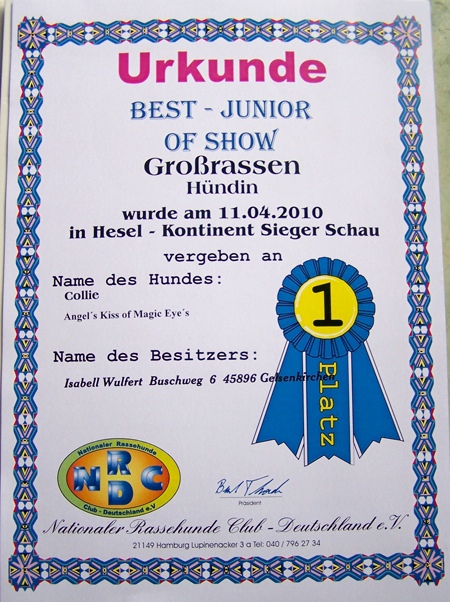 Urkunde
BEST - JUNIOR
OF SHOW
Großrassen
Hündin
wurde am 11.04.2010
in Hesel - Kontinent Sieger Schau
vergeben an
Name des Hundes:
Collie
Angel´s Kiss of Magic Eye´s
1
Platz
Name des Besitzers:
Isabell Wulfert Buschweg 6 45896 Gelsenkirchen
Nationaler Rassehunde
NRDC
Club - Deutschland e.V
Präsident
Nationaler Rassehunde Club - Deutschland e.V.
21149 Hamburg Lupinenacker 3 a Tel: 040 / 796 27 34